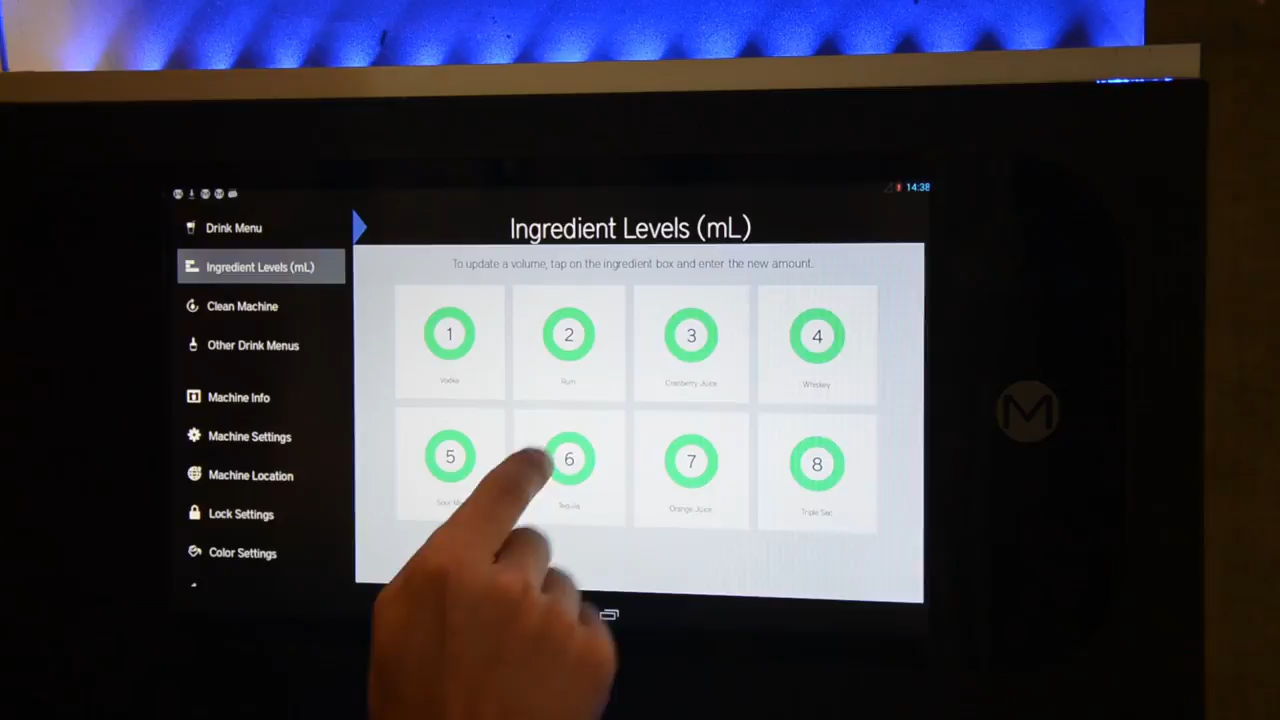 14:38
Drink Menu
Ingredient Levels (mL)
Clean Machine
Other Drink Menus
Machine Info
Machine Settings
Machine Location
Lock Settings
Color Settings
Ingredient Levels (mL)
To update a volume, tap on the ingredient box and enter the new amount.
1 2 3 4
Vodka Rum Cranberry Juice Whiskey
5 6 7 8
Sour Tequila Orange Juice Triple Sec
M